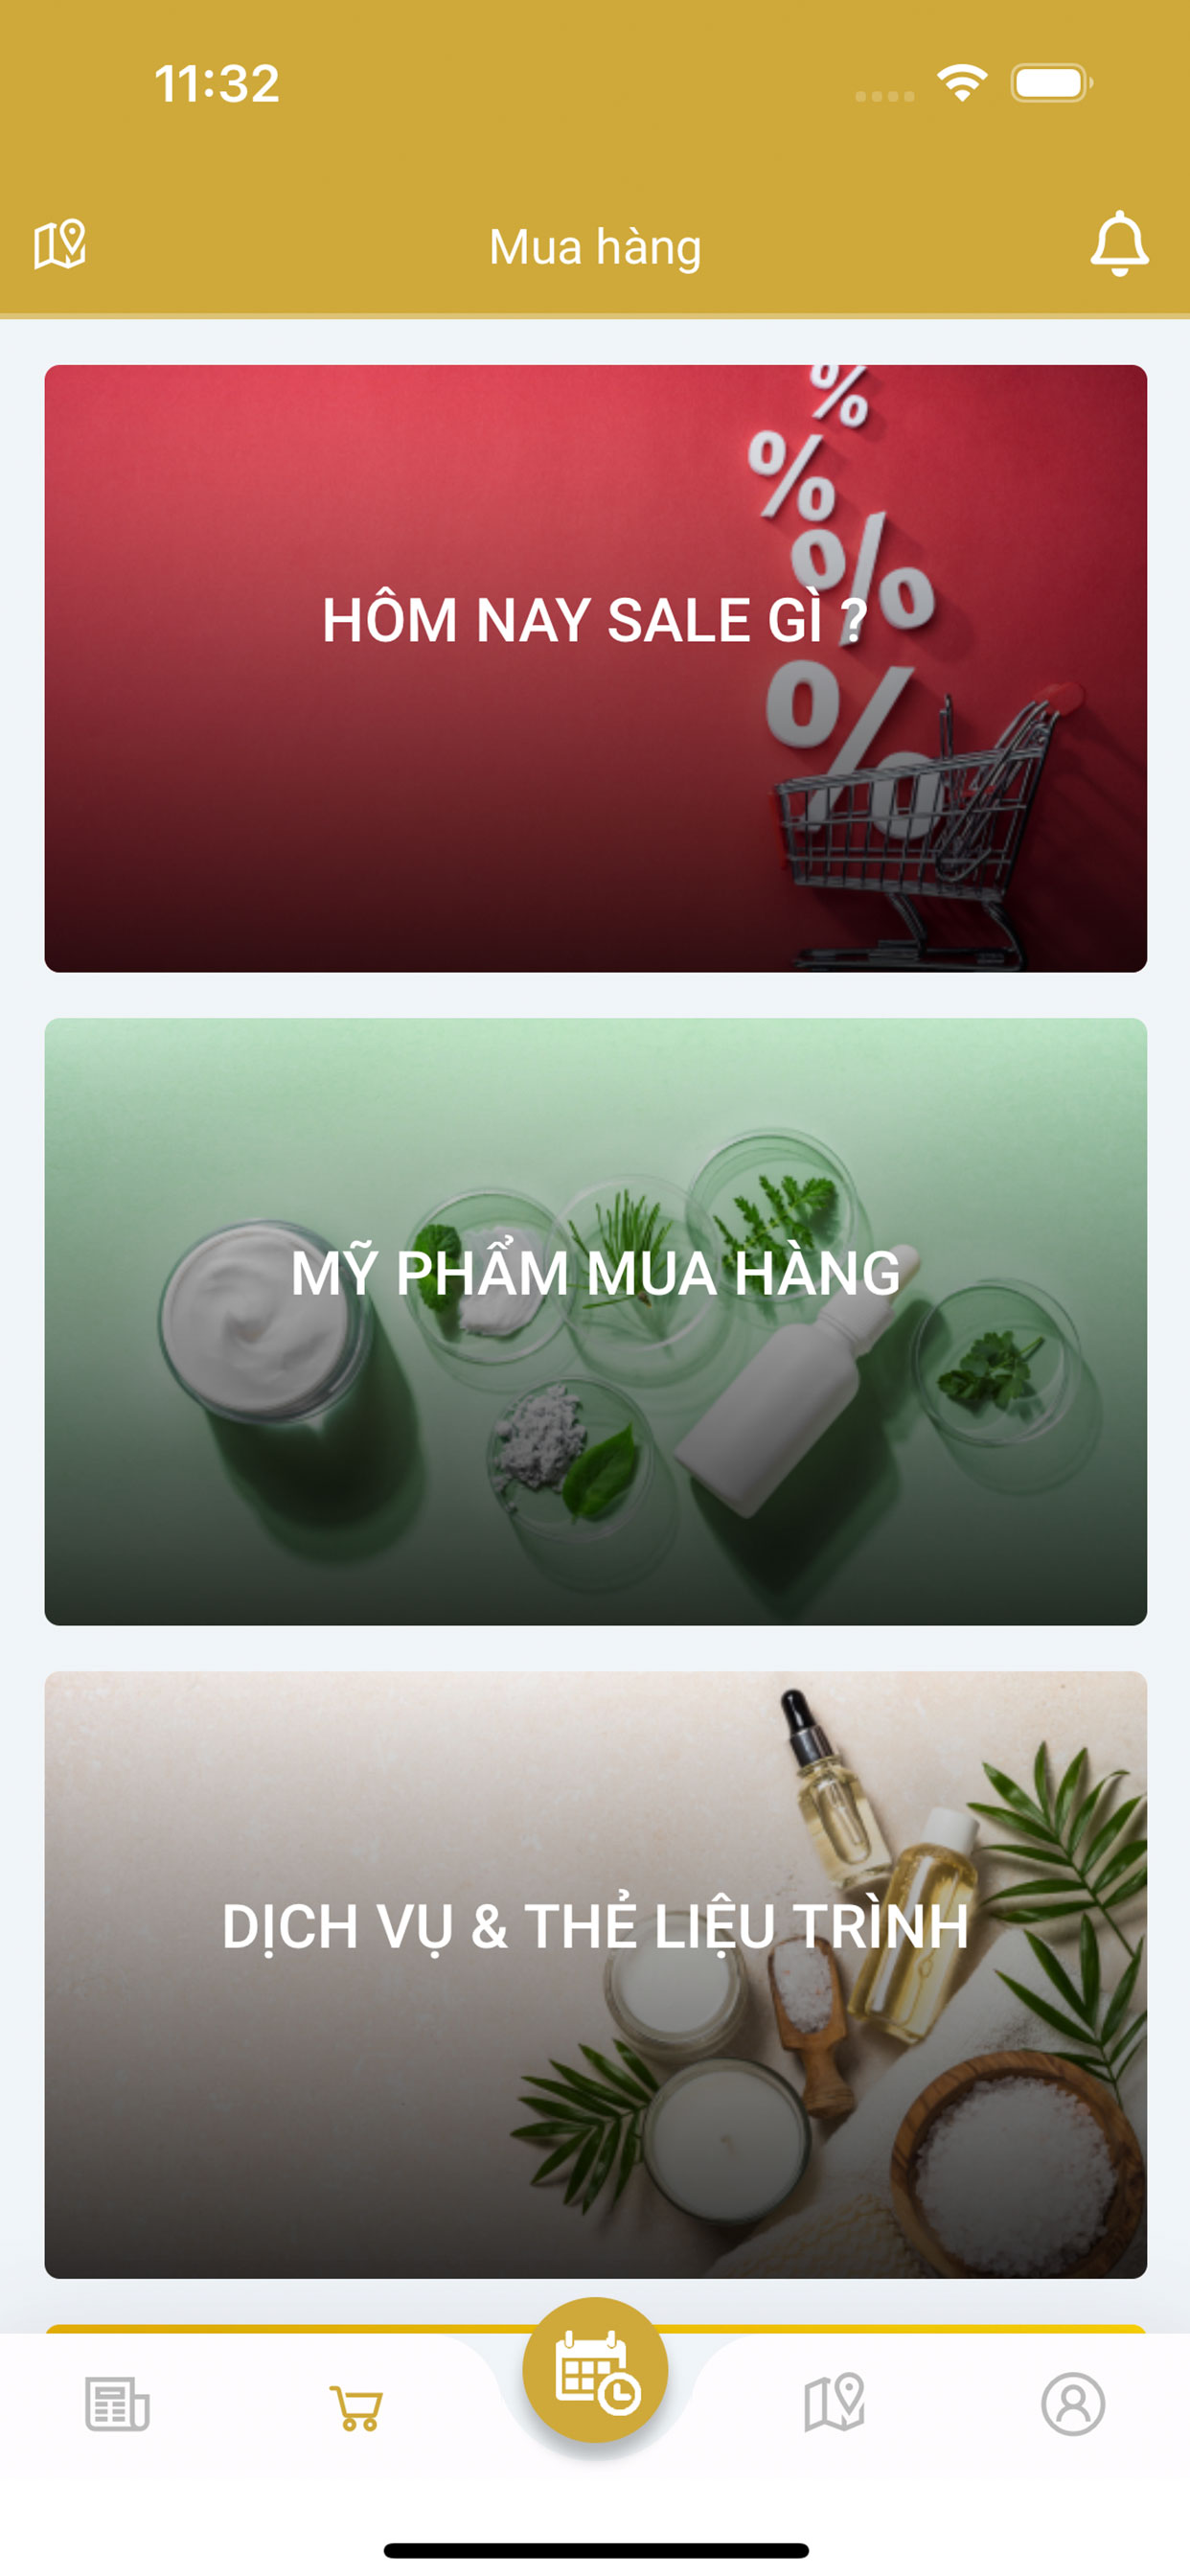 11:32
Mua hàng
HÔM NAY SALE GÌ ?
MỸ PHẨM MUA HÀNG
DỊCH VỤ & THẺ LIỆU TRÌNH